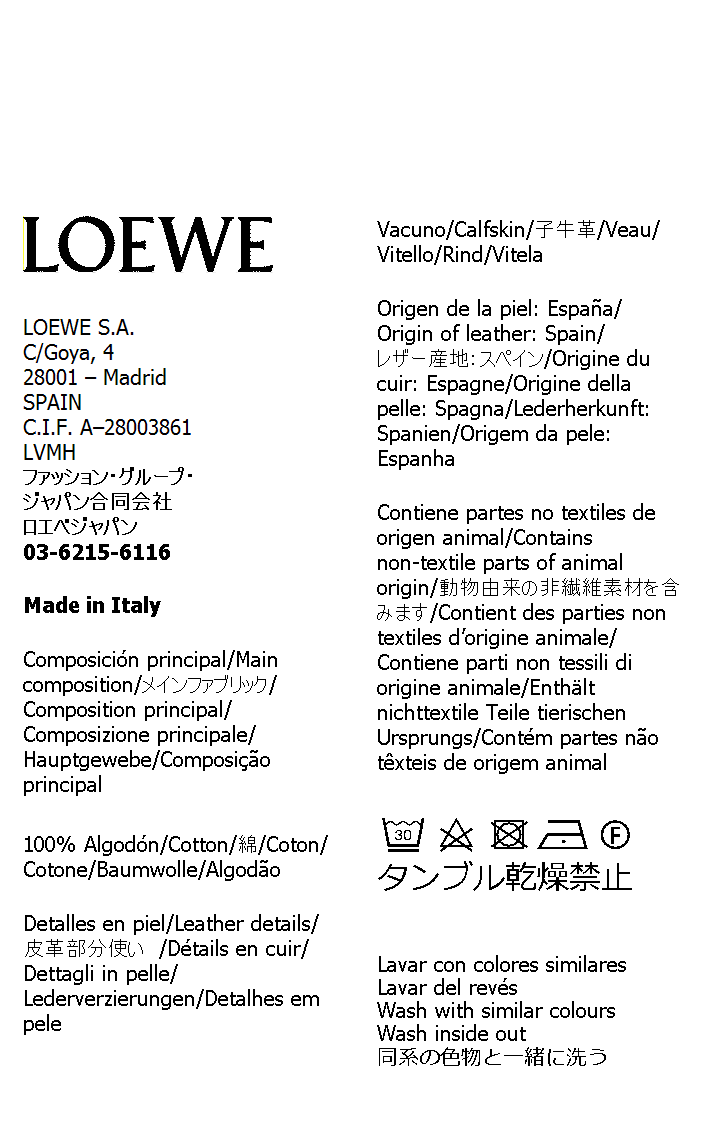 LOEWE
LOEWE S.A.
C/Goya, 4
28001 – Madrid
SPAIN
C.I.F. A–28003861
LVMH
ファッション・グループ・
ジャパン合同会社
ロエベジャパン
03-6215-6116
Made in Italy
Composición principal/Main
composition/メインファブリック/
Composition principal/
Composizione principale/
Hauptgewebe/Composição
principal
100% Algodón/Cotton/綿/Coton/
Cotone/Baumwolle/Algodão
Detalles en piel/Leather details/
皮革部分使い /Détails en cuir/
Dettagli in pelle/
Lederverzierungen/Detalhes em
pele
Vacuno/Calfskin/子牛革/Veau/
Vitello/Rind/Vitela
Origen de la piel: España/
Origin of leather: Spain/
レザー産地: スペイン/Origine du
cuir: Espagne/Origine della
pelle: Spagna/Lederherkunft:
Spanien/Origem da pele:
Espanha
Contiene partes no textiles de
origen animal/Contains
non-textile parts of animal
origin/動物由来の非繊維素材を含
みます/Contient des parties non
textiles d’origine animale/
Contiene parti non tessili di
origine animale/Enthält
nichttextile Teile tierischen
Ursprungs/Contém partes não
têxteis de origem animal
30 F
タンブル乾燥禁止
Lavar con colores similares
Lavar del revés
Wash with similar colours
Wash inside out
同系の色物と一緒に洗う